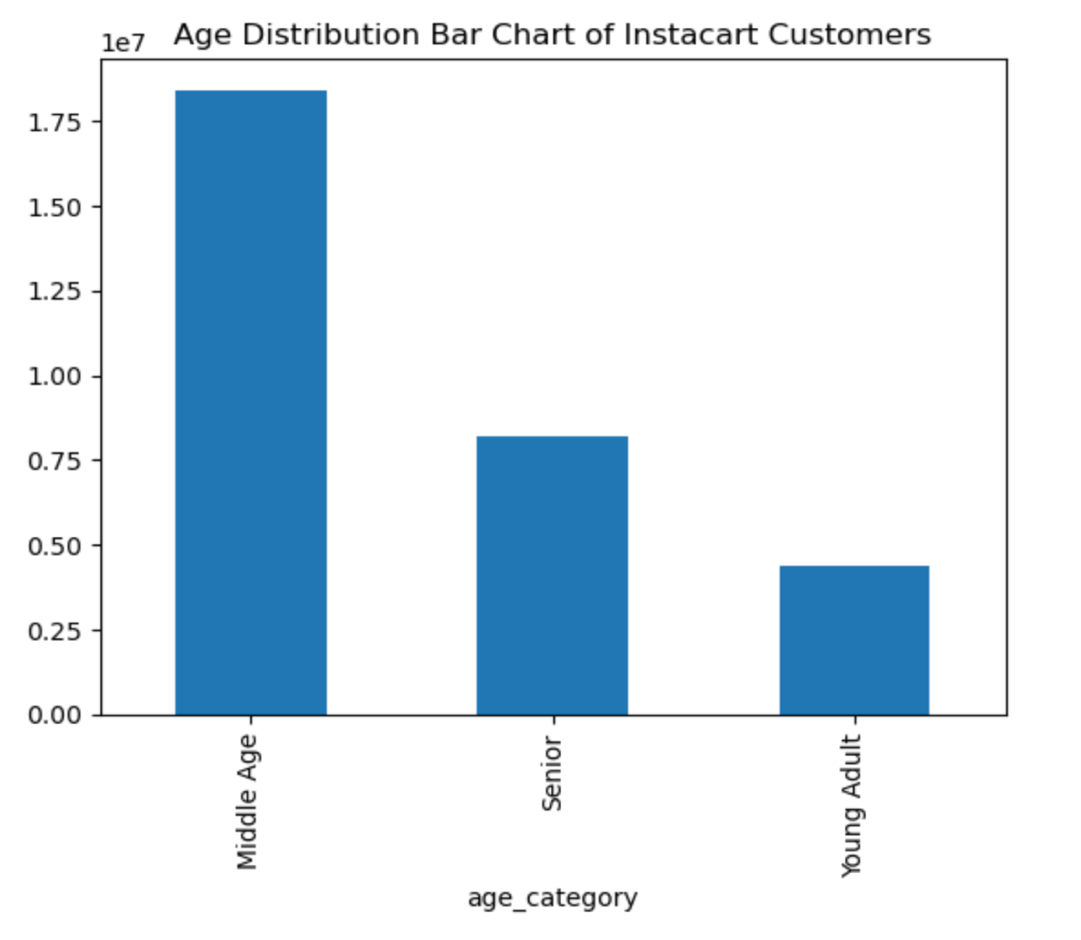 Age Distribution Bar Chart of Instacart Customers
1e7
1.75
1.50
1.25
1.00
0.75
0.50
0.25
0.00
Middle Age
Senior
Young Adult
age_category